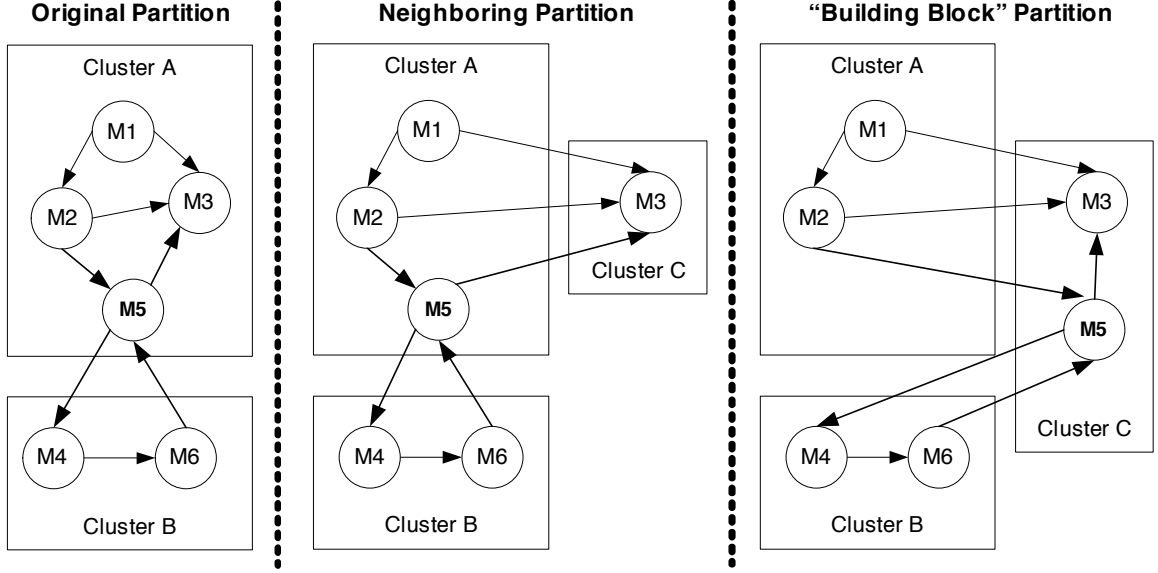 Original Partition
Cluster A
M1
M3
M2
M5
M4
M6
Cluster B
Neighboring Partition
Cluster A
M1
M3
M2
Cluster C
M5
M4
M6
Cluster B
“Building Block” Partition
Cluster A
M1
M3
M2
M5
Cluster C
M4
M6
Cluster B